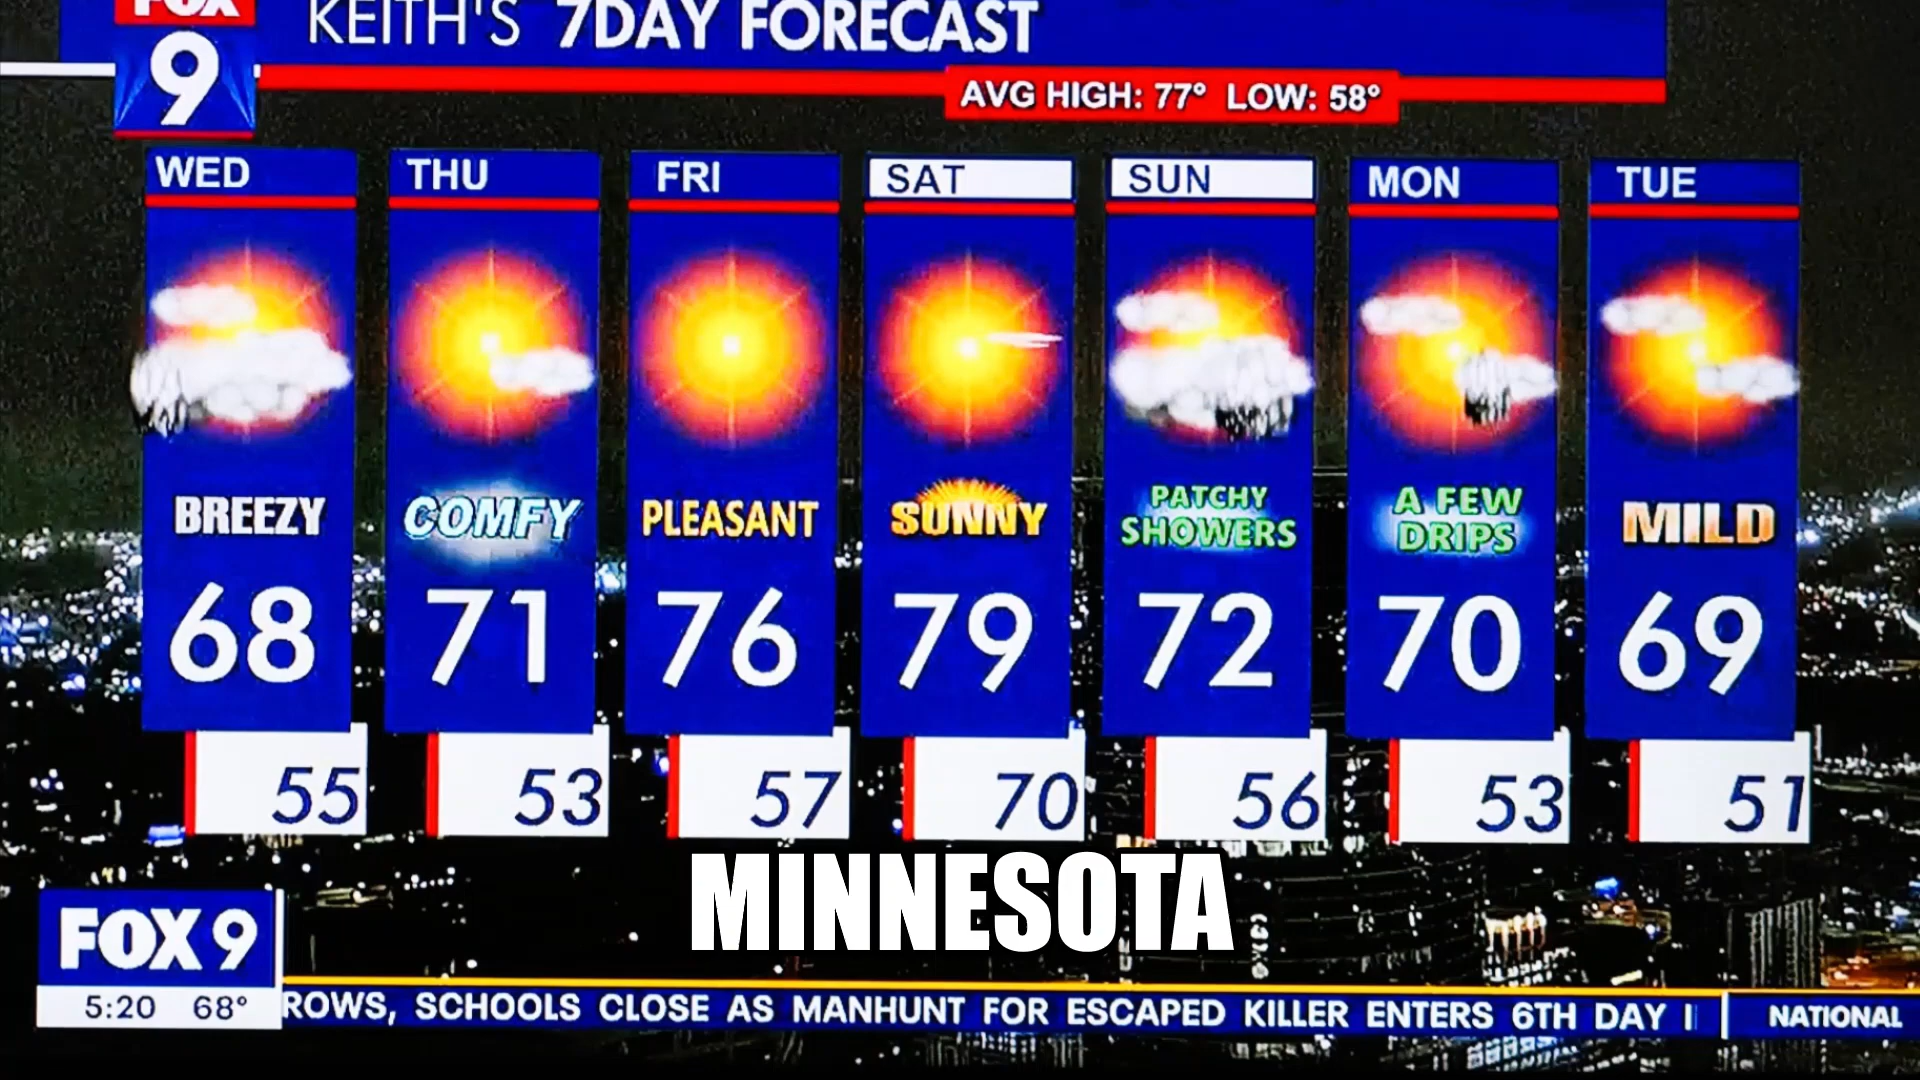 FOX
9
KEITH'S 7DAY FORECAST
AVG HIGH: 77° LOW: 58°
WED THU FRI SAT SUN MON TUE
BREEZY COMFY PLEASANT SUNNY PATCHY SHOWERS A FEW DRIPS MILD
68 71 76 79 72 70 69
55 53 57 70 56 53 51
MINNESOTA
FOX 9
5:20 68°
ROWS, SCHOOLS CLOSE AS MANHUNT FOR ESCAPED KILLER ENTERS 6TH DAY
NATIONAL